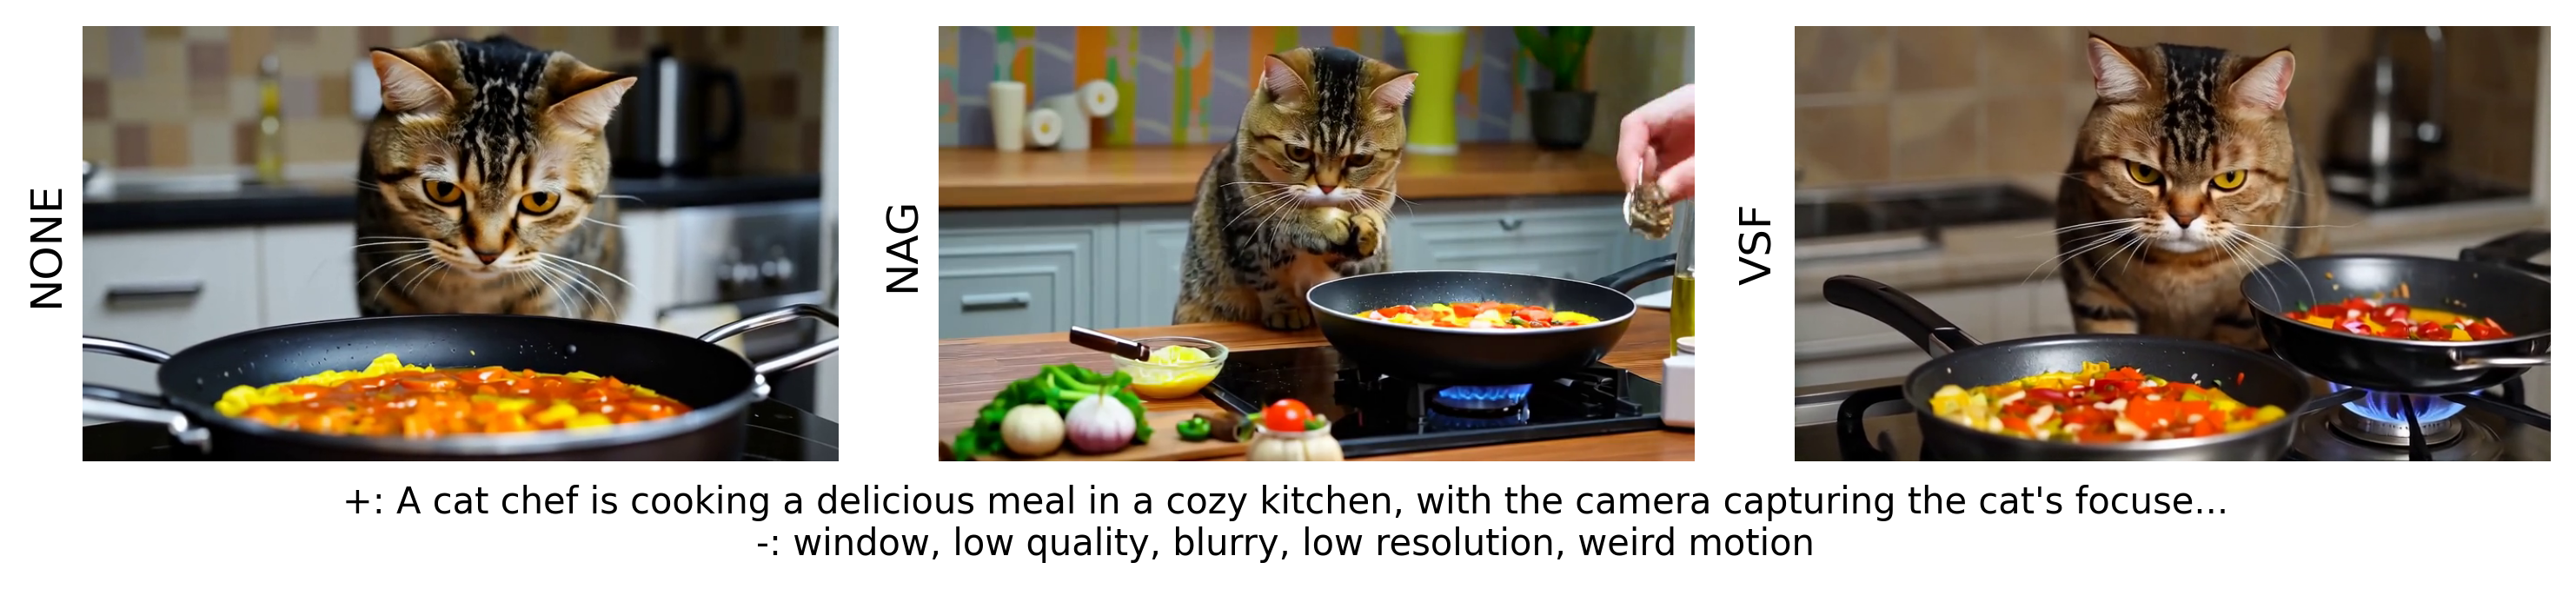 NONE
NAG
VSF
+: A cat chef is cooking a delicious meal in a cozy kitchen, with the camera capturing the cat's focuse...
-: window, low quality, blurry, low resolution, weird motion